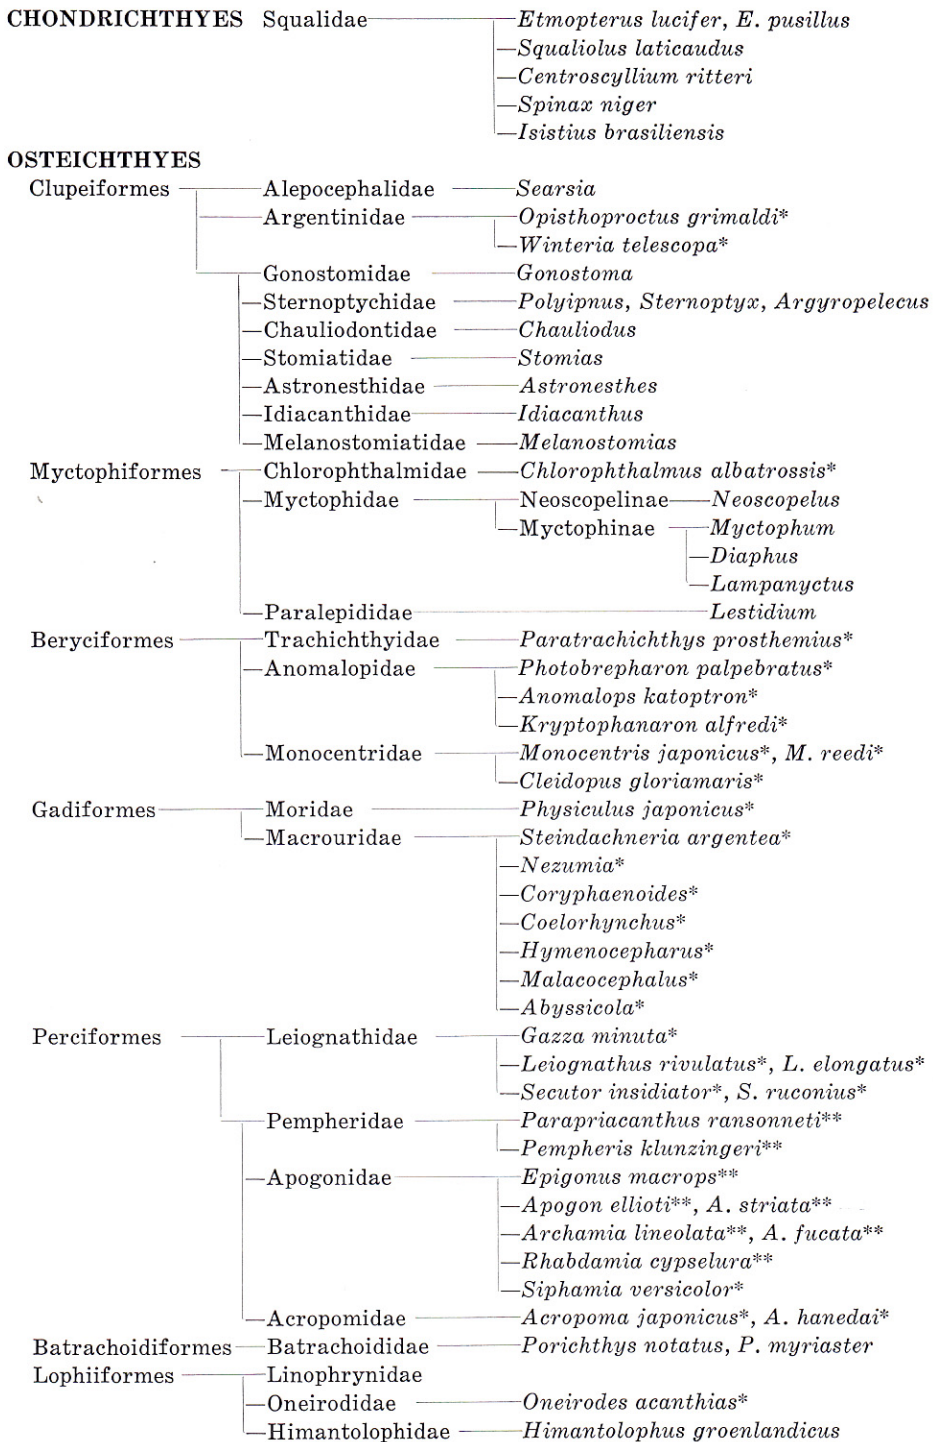 CHONDRICHTHYES Squalidae Etmopterus lucifer, E. pusillus
Squaliolus laticaudus
Centroscyllium ritteri
Spinax niger
Isistius brasiliensis
OSTEICHTHYES
Clupeiformes Alepocephalidae Searsia
Argentinidae Opisthoproctus grimaldi*
Winteria telescopa*
Gonostomidae Gonostoma
Sternoptychidae Polyipnus, Sternoptyx, Argyropelecus
Chauliodontidae Chauliodus
Stomiatidae Stomias
Astronesthidae Astronesthes
Idiacanthidae Idiacanthus
Melanostomiatidae Melanostomias
Myctophiformes Chlorophthalmidae Chlorophthalmus albatrossis*
Myctophidae Neoscopelinae Neoscopelus
Myctophinae Myctophum
Diaphus
Lampanyctus
Paralepididae Lestidium
Beryciformes Trachichthyidae Paratrachichthys prosthemius*
Anomalopidae Photobrepharon palpebratus*
Anomalops katoptron*
Kryptophanaron alfredi*
Monocentridae Monocentris japonicus*, M. reedi*
Cleidopus gloriamaris*
Gadiformes Moridae Physiculus japonicus*
Macrouridae Steindachneria argentea*
Nezumia*
Coryphaenoides*
Coelorhynchus*
Hymenocepharus*
Malacocephalus*
Abyssicola*
Perciformes Leiognathidae Gazza minuta*
Leiognathus rivulatus*, L. elongatus*
Secutor insidiator*, S. ruconius*
Pempheridae Parapriacanthus ransonneti**
Pempheris klunzingeri**
Apogonidae Epigonus macrops**
Apogon ellioti**, A. striata**
Archamia lineolata**, A. fucata**
Rhabdamia cypselura**
Siphamia versicolor*
Acropomidae Acropoma japonicus*, A. hanedai*
Batrachoidiformes Batrachoididae Porichthys notatus, P. myriaster
Lophiiformes Linophrynidae
Oneirodidae Oneirodes acanthias*
Himantolophidae Himantolophus groenlandicus